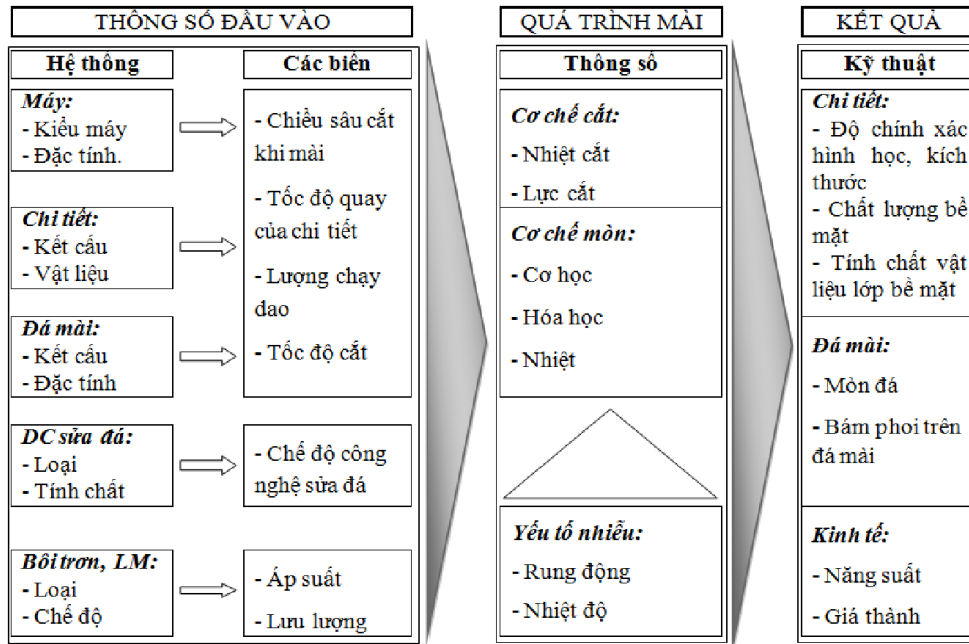 THÔNG SỐ ĐẦU VÀO
Hệ thống
Máy:
- Kiểu máy
- Đặc tính.
Chi tiết:
- Kết cấu
- Vật liệu
Đá mài:
- Kết cấu
- Đặc tính
DC sửa đá:
- Loại
- Tính chất
Bôi trơn, LM:
- Loại
- Chế độ
Các biến
- Chiều sâu cắt
khi mài
- Tốc độ quay
của chi tiết
- Lượng chạy
dao
- Tốc độ cắt
- Chế độ công
nghệ sửa đá
- Áp suất
- Lưu lượng
QUÁ TRÌNH MÀI
Thông số
Cơ chế cắt:
- Nhiệt cắt
- Lực cắt
Cơ chế mòn:
- Cơ học
- Hóa học
- Nhiệt
Yếu tố nhiễu:
- Rung động
- Nhiệt độ
KẾT QUẢ
Kỹ thuật
Chi tiết:
- Độ chính xác
hình học, kích
thước
- Chất lượng bề
mặt
- Tính chất vật
liệu lớp bề mặt
Đá mài:
- Mòn đá
- Bám phoi trên
đá mài
Kinh tế:
- Năng suất
- Giá thành